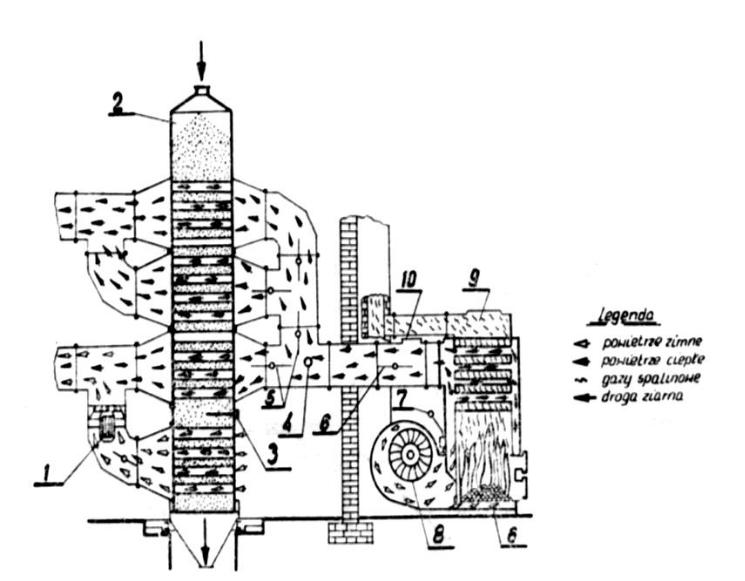 2
10
9
Legenda
powietrze zimne
powietrze ciepłe
gazy spalinowe
droga ziarna
5
4
6
7
1
3
8
6